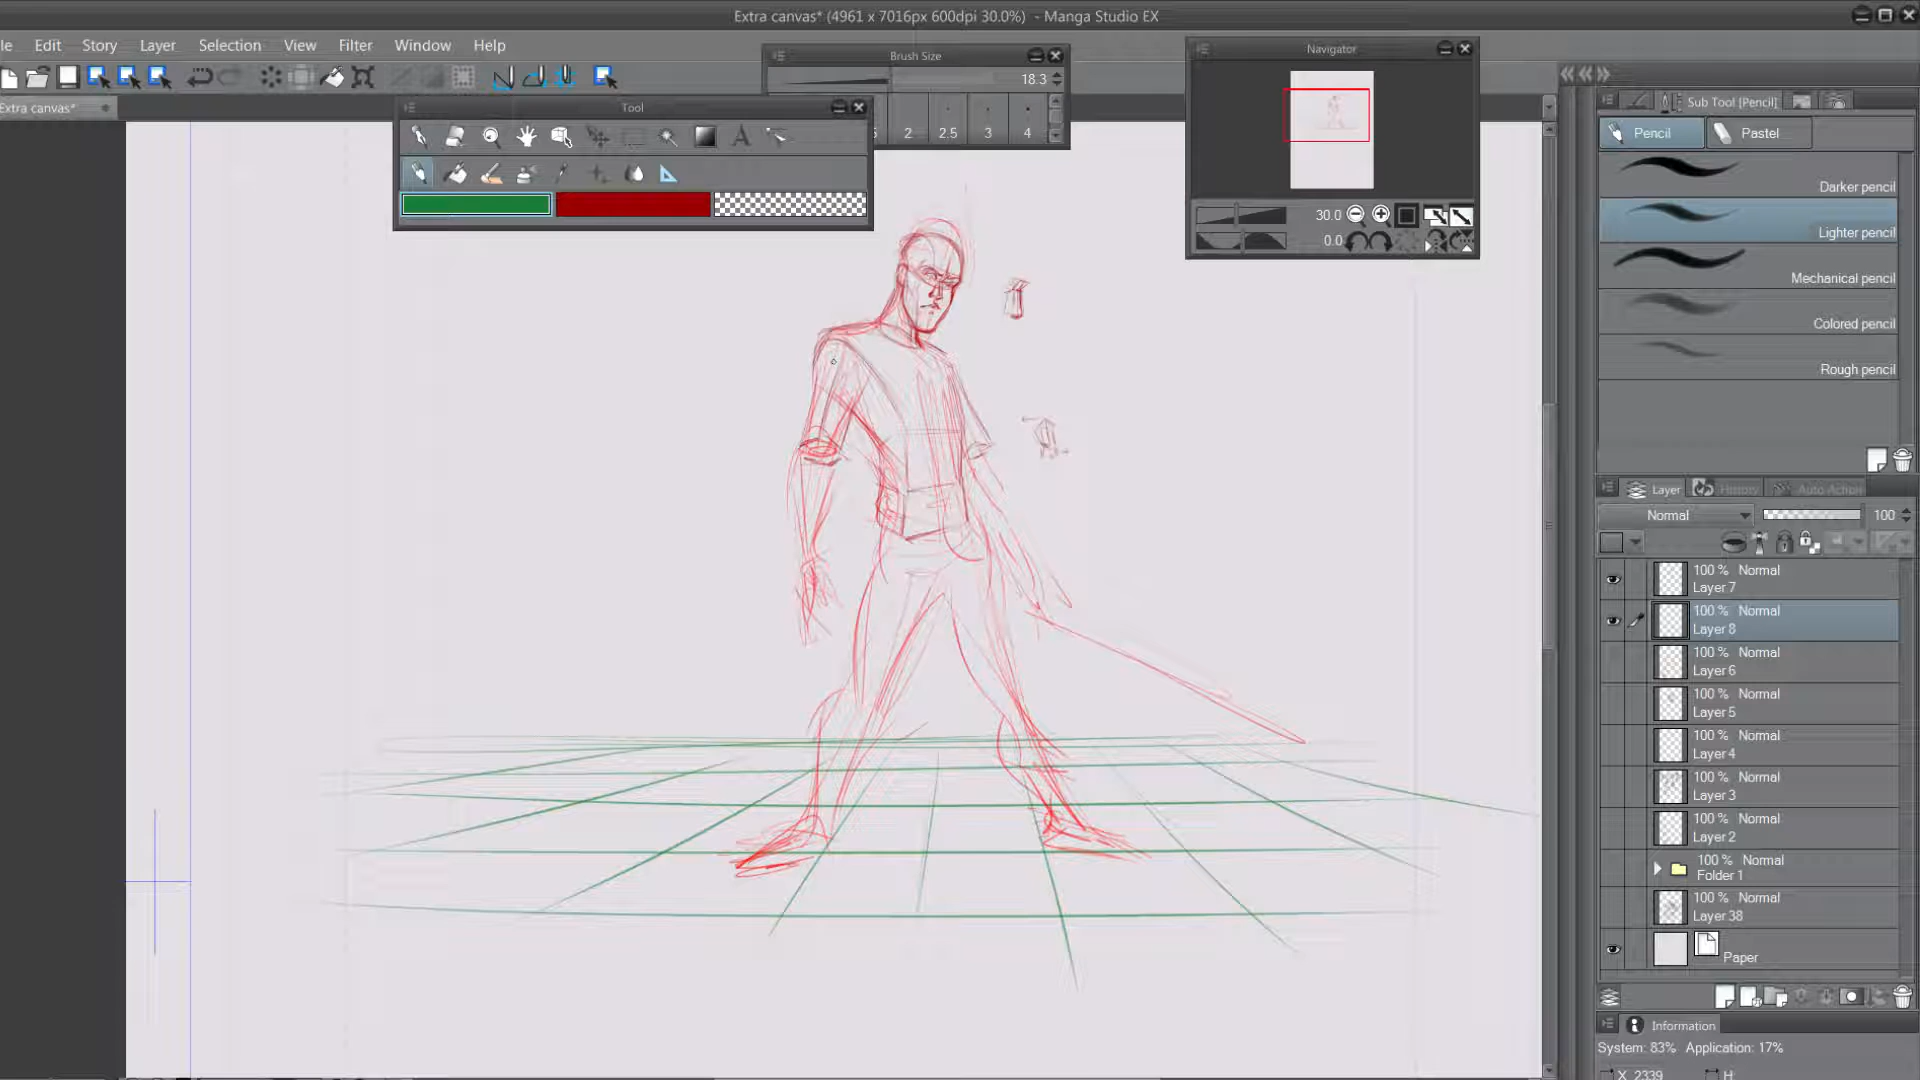 Extra canvas* (4961 x 7016px 600dpi 30.0%) - Manga Studio EX
le Edit Story Layer Selection View Filter Window Help
Extra canvas*
Tool
Brush Size
18.3
2 2.5 3 4
Navigator
30.0
0.0
Sub Tool [Pencil]
Pencil Pastel
Darker pencil
Lighter pencil
Mechanical pencil
Colored pencil
Rough pencil
Layer History Auto Action
Normal 100
100 % Normal
Layer 7
100 % Normal
Layer 8
100 % Normal
Layer 6
100 % Normal
Layer 5
100 % Normal
Layer 4
100 % Normal
Layer 3
100 % Normal
Layer 2
100 % Normal
Folder 1
100 % Normal
Layer 38
Paper
Information
System: 83% Application: 17%
X 2339 H: